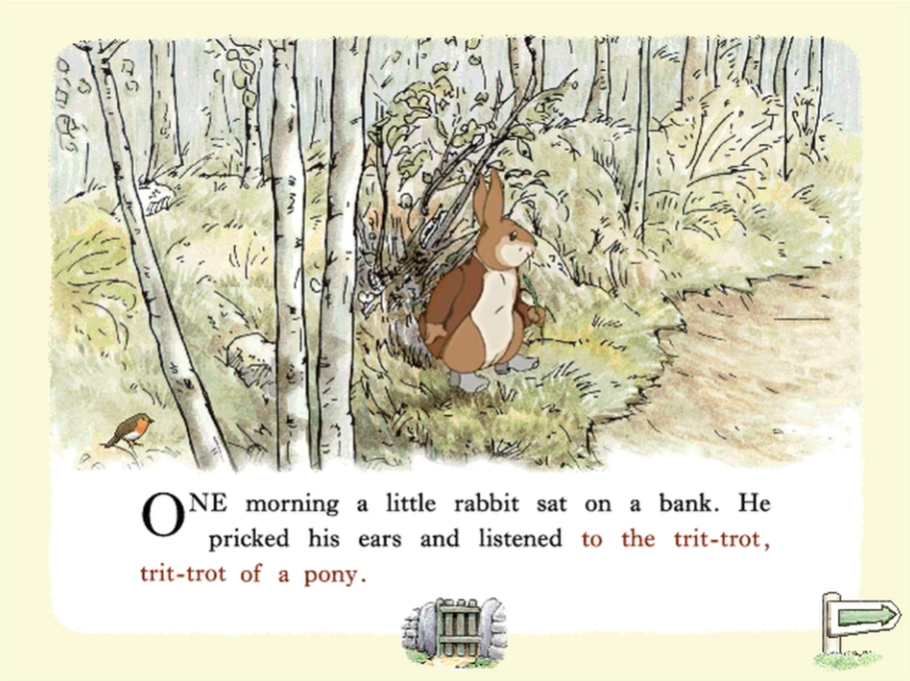 ONE morning a little rabbit sat on a bank. He
pricked his ears and listened to the trit-trot,
trit-trot of a pony.